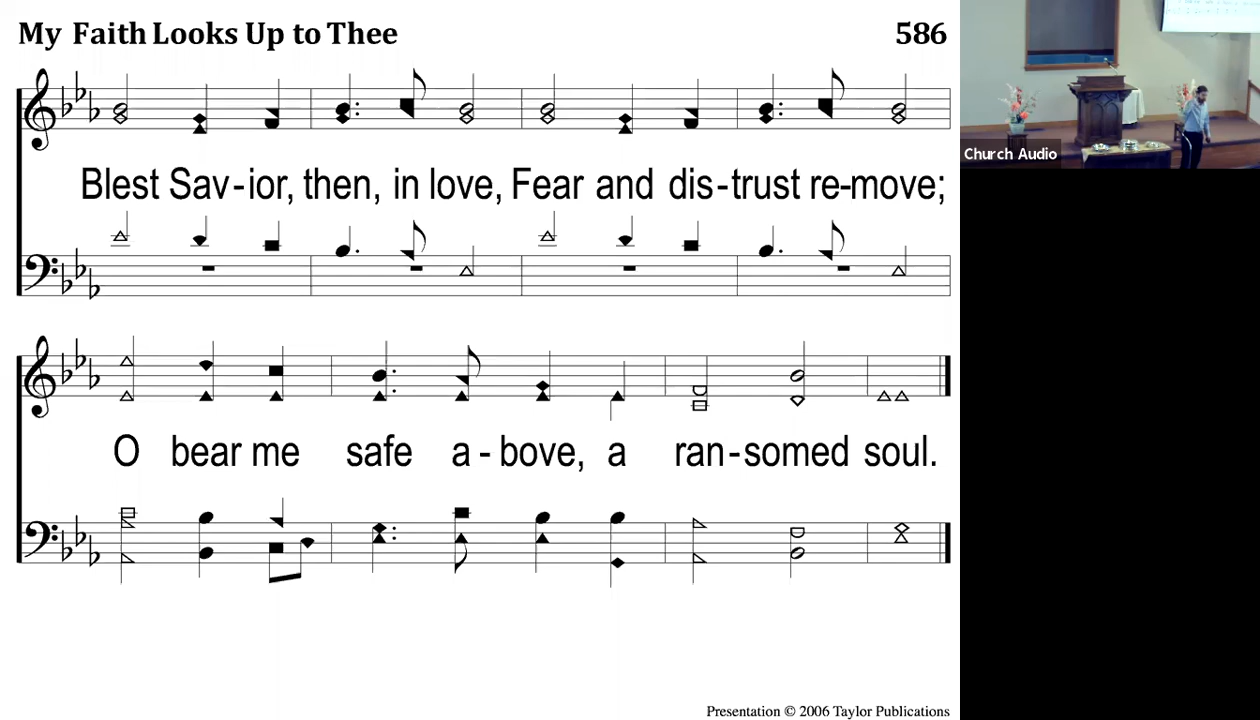 My Faith Looks Up to Thee 586
Blest Sav-ior, then, in love, Fear and dis-trust re-move;
O bear me safe a-bove, a ran-somed soul.
Presentation © 2006 Taylor Publications
Church Audio